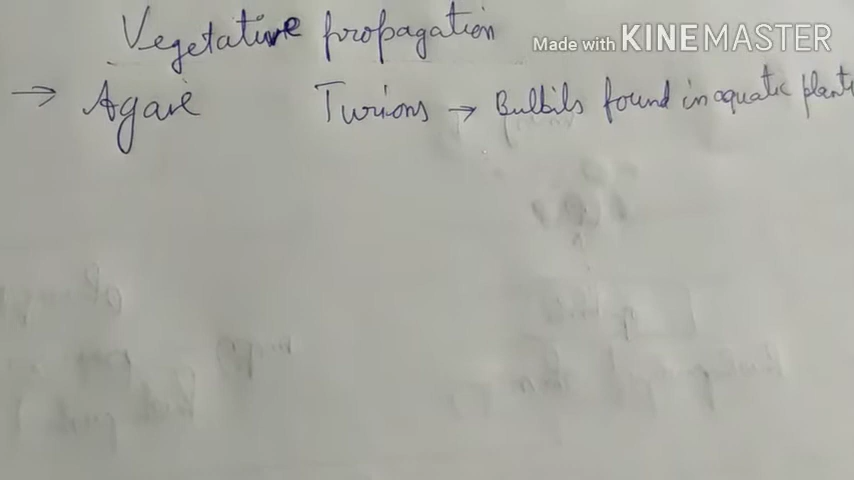 Vegetative propagation
Made with KINEMASTER
→ Agave Turions → Bulbils found in aquatic plants